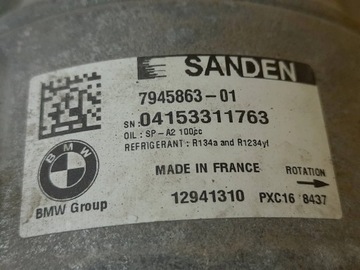 SANDEN
7945863-01
SN: 04153311763
OIL: SP-A2 100cc
REFRIGERANT: R134a and R1234yf
BMW
MADE IN FRANCE ROTATION
BMW Group 12941310 PXC16 8437